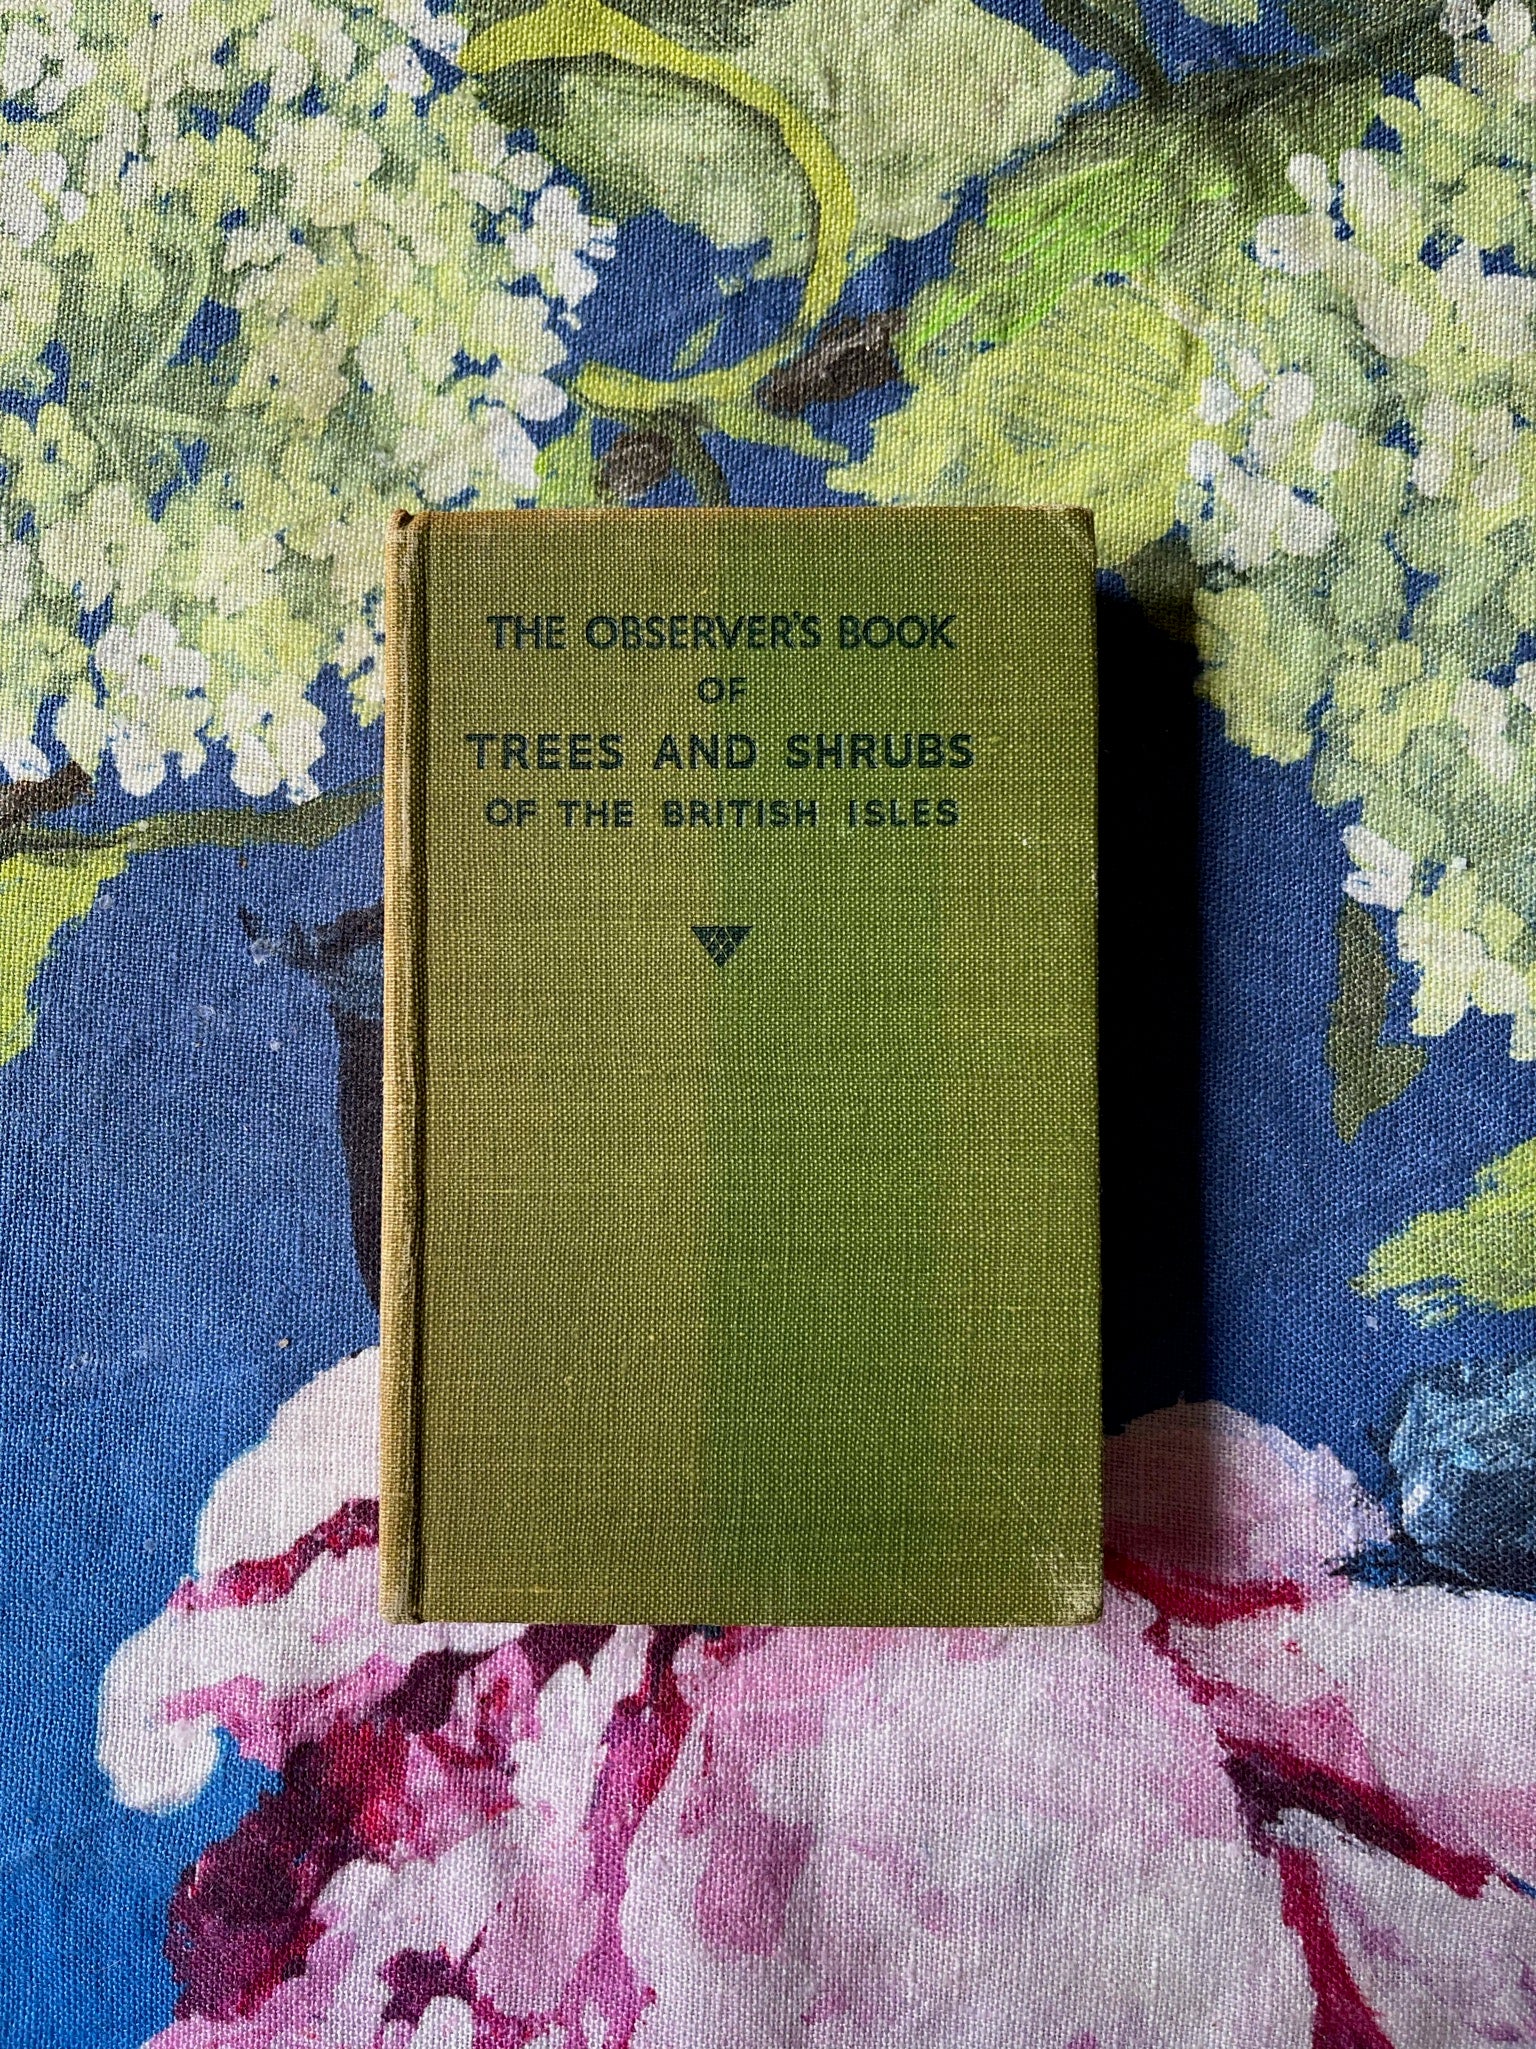 THE OBSERVER'S BOOK
OF
TREES AND SHRUBS
OF THE BRITISH ISLES